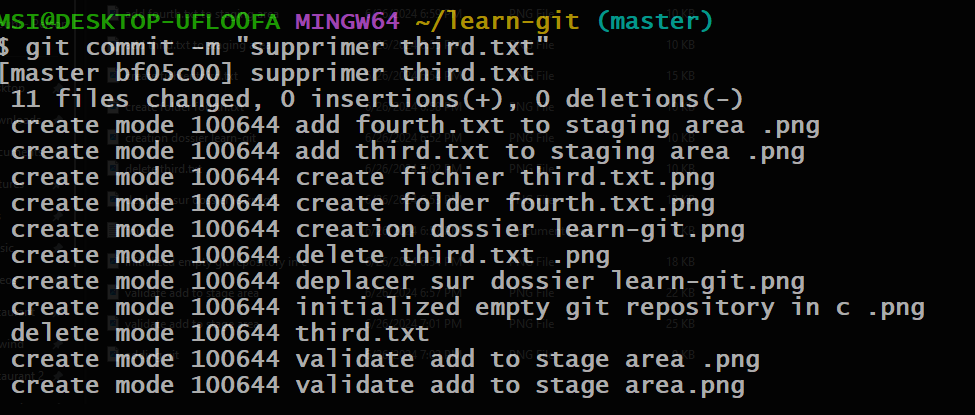 MSI@DESKTOP-UFLO0FA MINGW64 ~/learn-git (master)
$ git commit -m "supprimer third.txt"
[master bf05c00] supprimer third.txt
 11 files changed, 0 insertions(+), 0 deletions(-)
 create mode 100644 add fourth.txt to staging area .png
 create mode 100644 add third.txt to staging area .png
 create mode 100644 create fichier third.txt.png
 create mode 100644 create folder fourth.txt.png
 create mode 100644 creation dossier learn-git.png
 create mode 100644 delete third.txt .png
 create mode 100644 deplacer sur dossier learn-git.png
 create mode 100644 initialized empty git repository in c .png
 delete mode 100644 third.txt
 create mode 100644 validate add to stage area .png
 create mode 100644 validate add to stage area.png